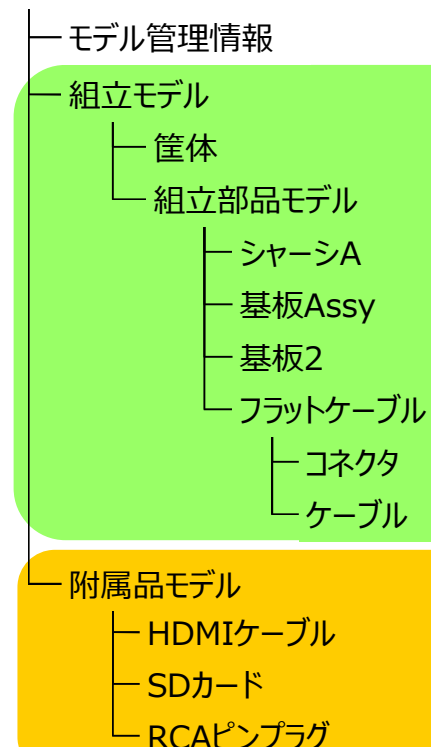 モデル管理情報
組立モデル
筐体
組立部品モデル
シャーシA
基板Assy
基板2
フラットケーブル
コネクタ
ケーブル
附属品モデル
HDMIケーブル
SDカード
RCAピンプラグ